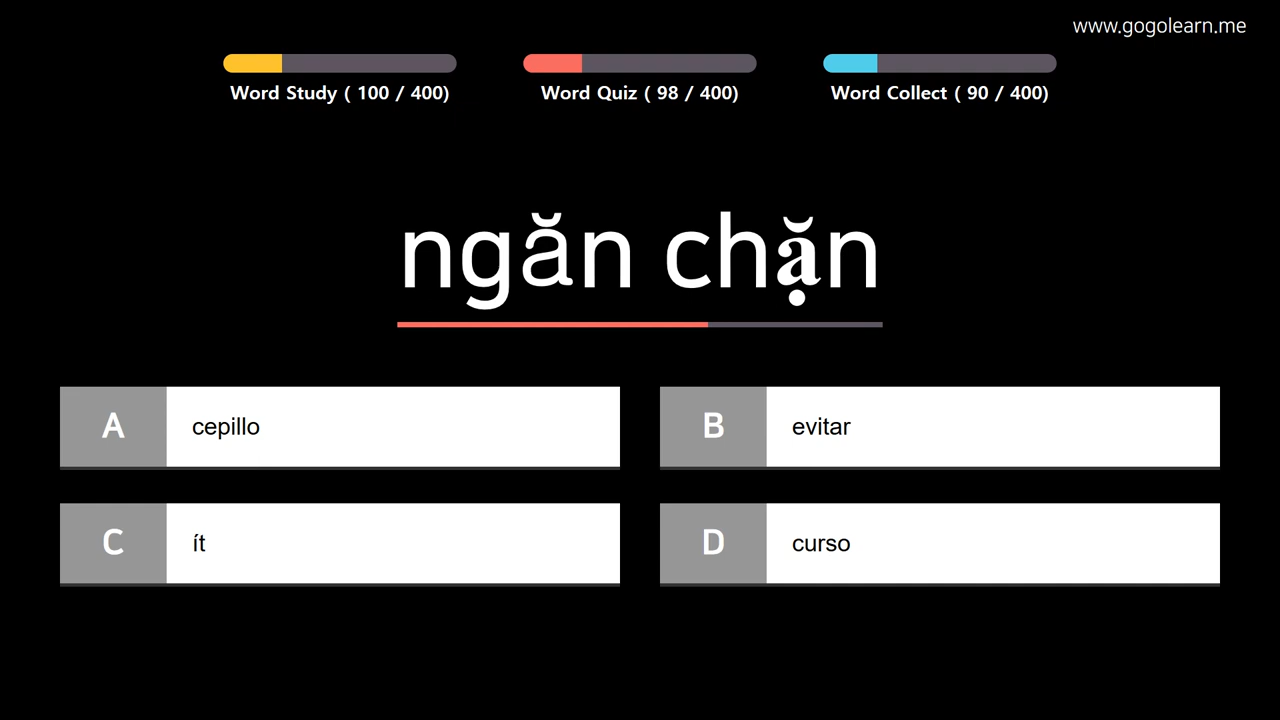 www.gogolearn.me
Word Study ( 100 / 400)
Word Quiz ( 98 / 400)
Word Collect ( 90 / 400)
ngăn chặn
A cepillo
B evitar
C ít
D curso